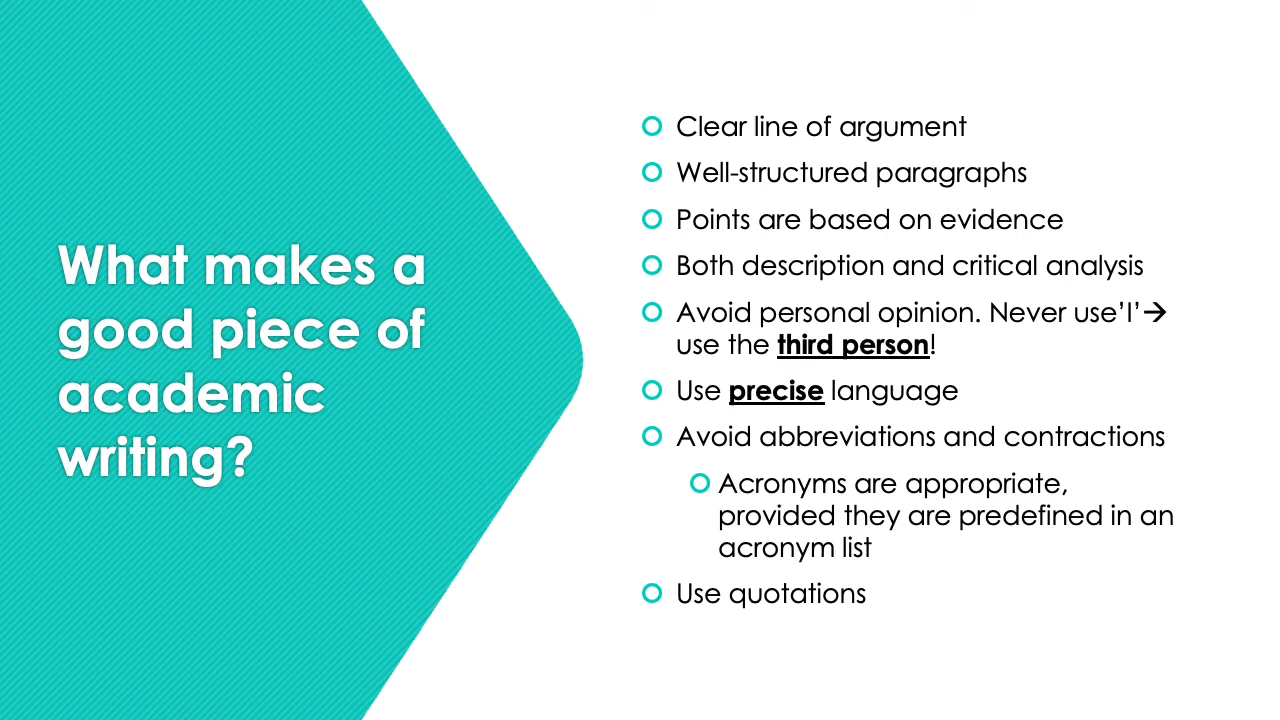 What makes a
good piece of
academic
writing?
Clear line of argument
Well-structured paragraphs
Points are based on evidence
Both description and critical analysis
Avoid personal opinion. Never use’I’→
use the third person!
Use precise language
Avoid abbreviations and contractions
Acronyms are appropriate,
provided they are predefined in an
acronym list
Use quotations